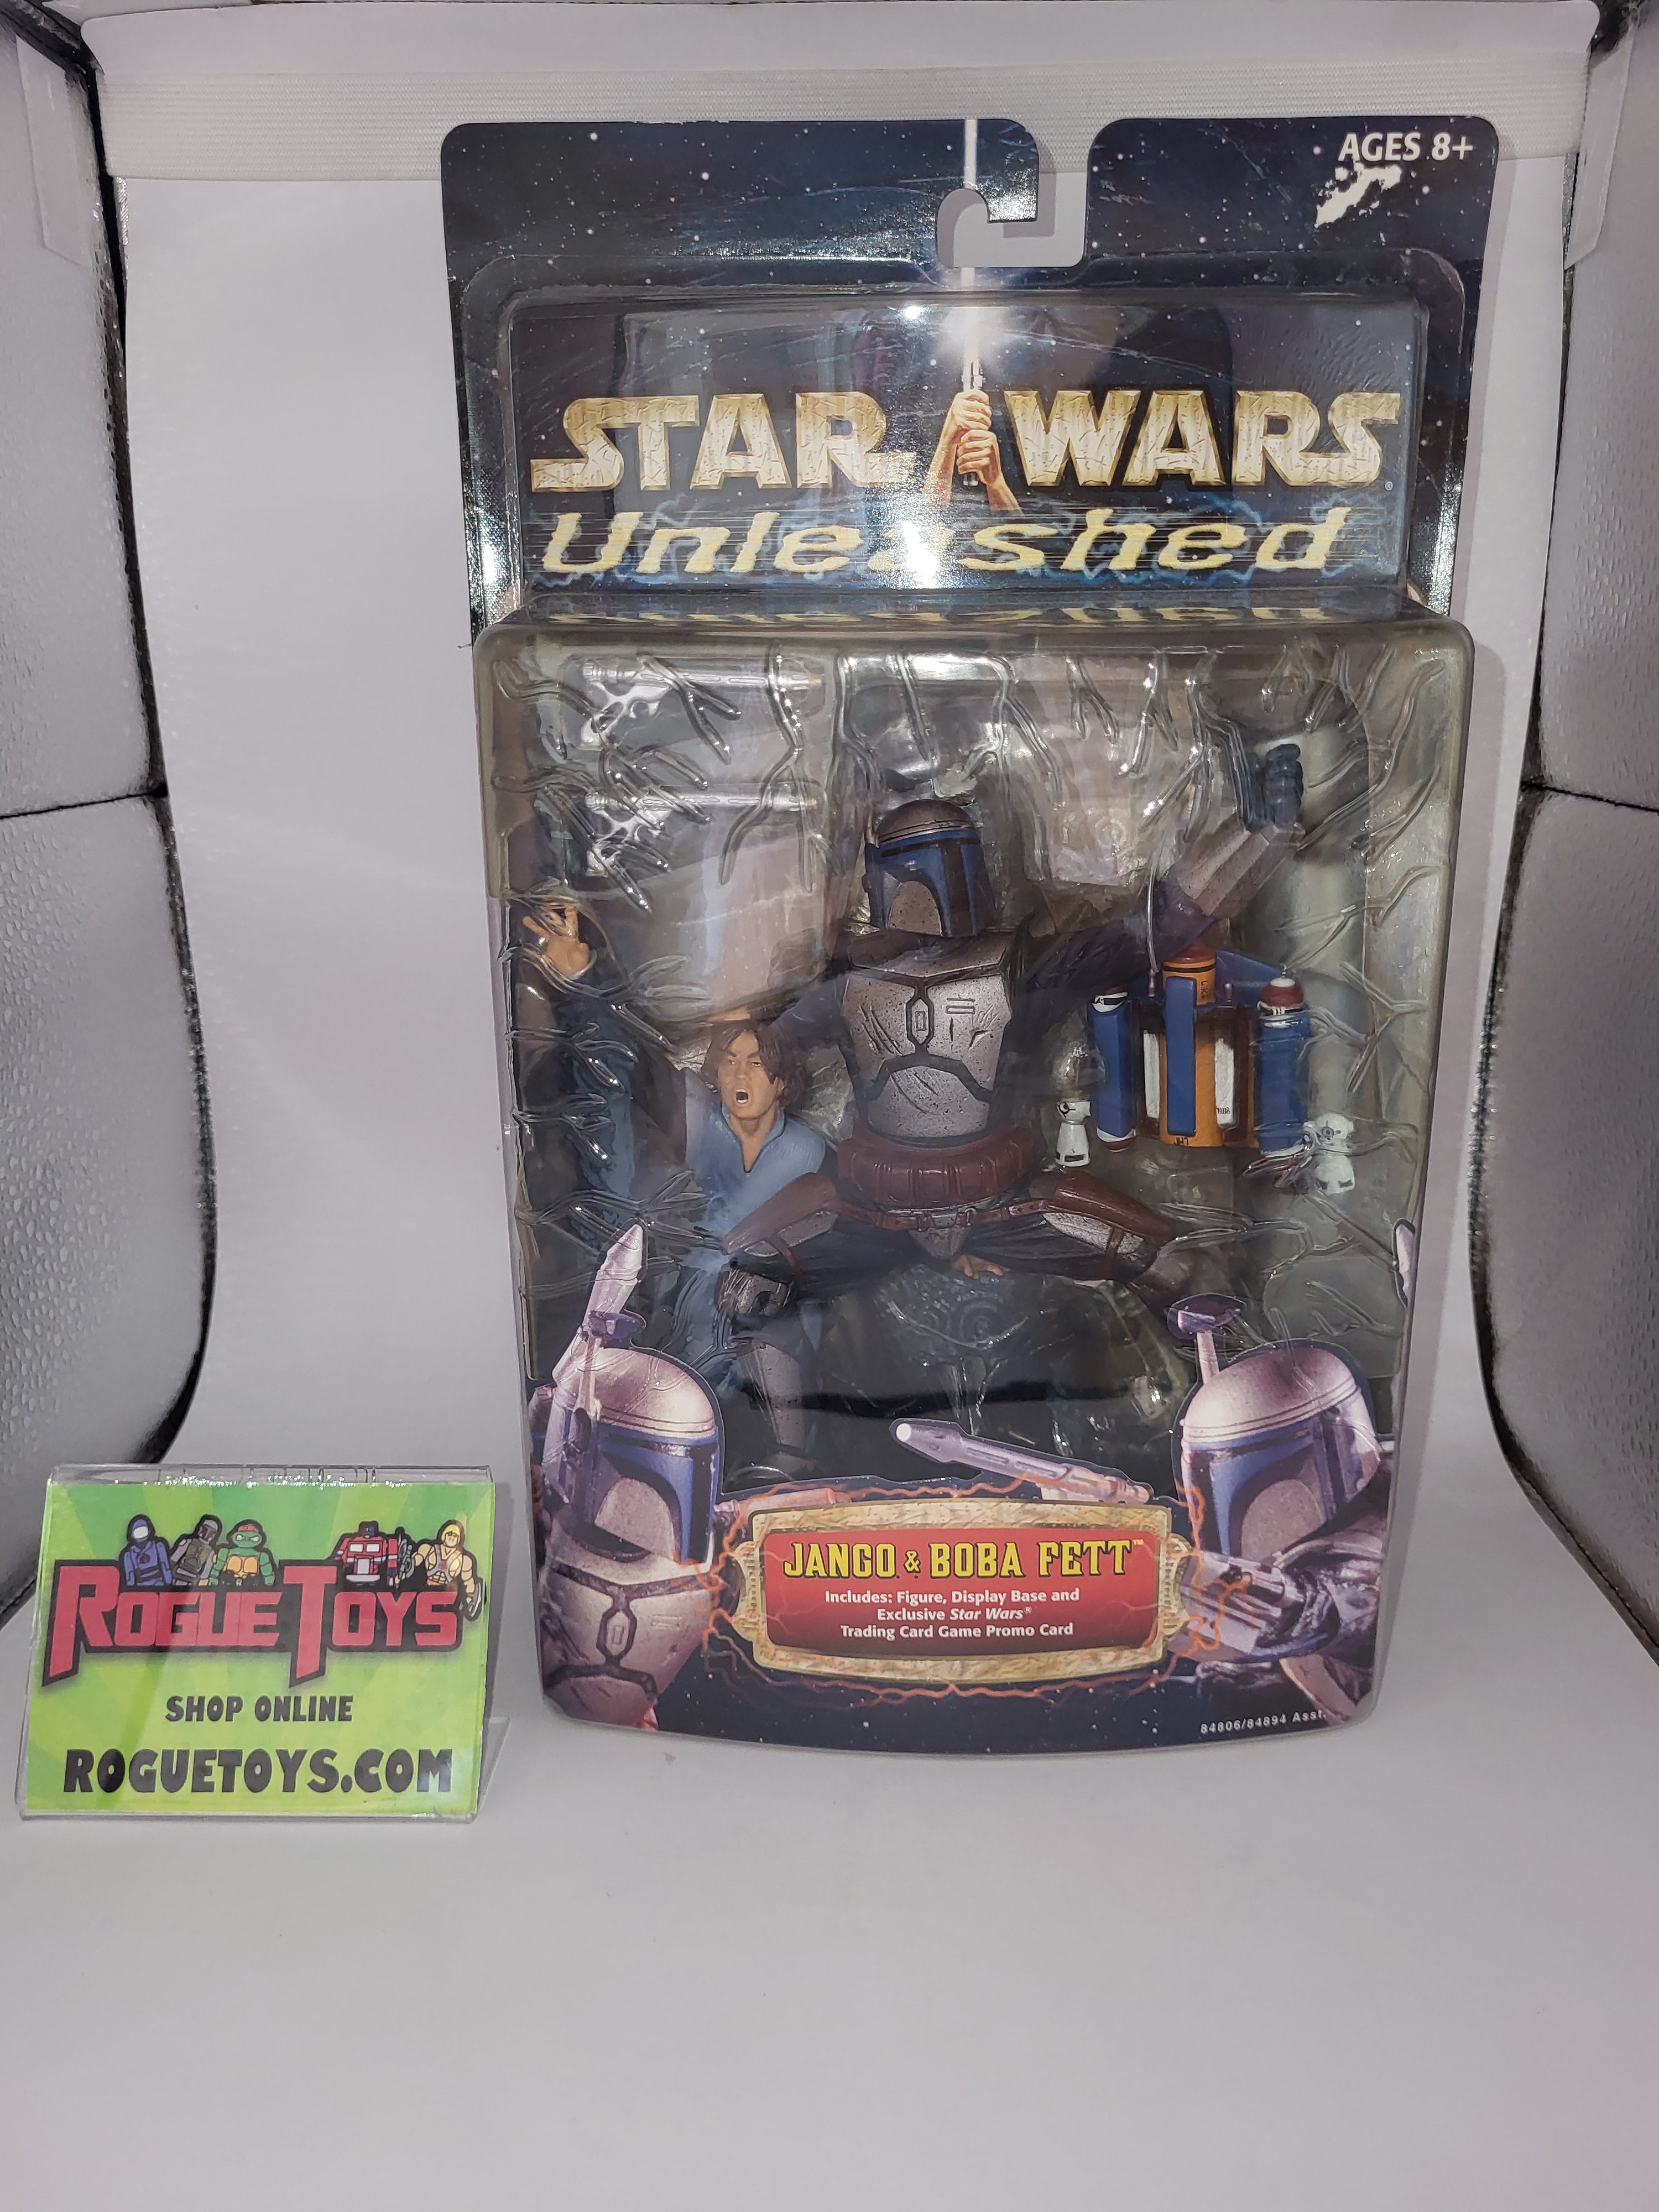 AGES 8+
STAR WARS®
Unleashed
JANGO & BOBA FETT™
Includes: Figure, Display Base and
Exclusive Star Wars®
Trading Card Game Promo Card
84806/84894 Asst.
ROGUE TOYS
SHOP ONLINE
ROGUETOYS.COM